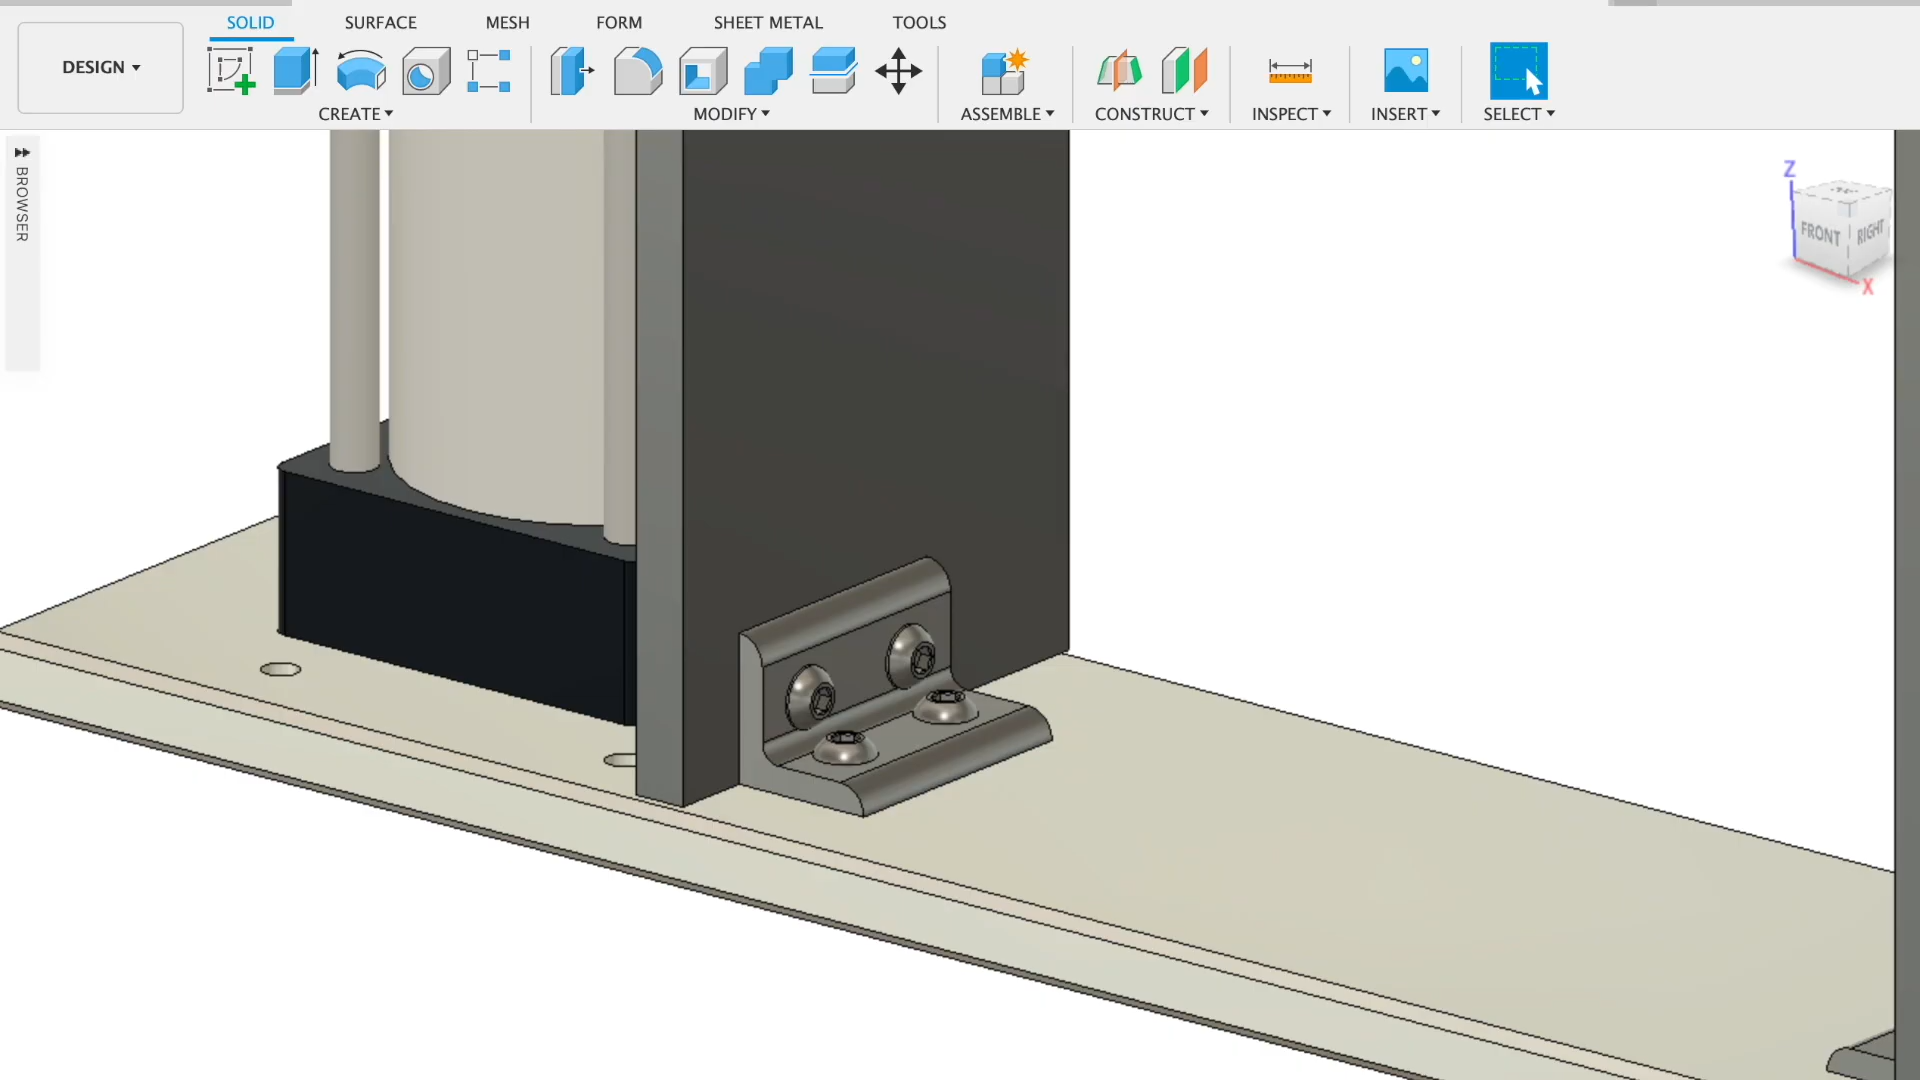 SOLID SURFACE MESH FORM SHEET METAL TOOLS
DESIGN
CREATE MODIFY ASSEMBLE CONSTRUCT INSPECT INSERT SELECT
BROWSER
Z
FRONT RIGHT
X